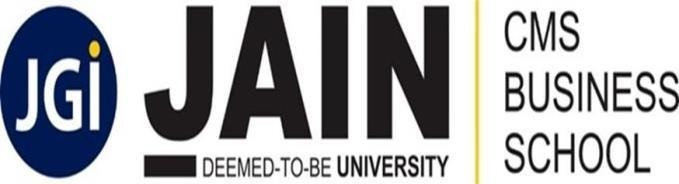 JGi
JAIN
DEEMED-TO-BE UNIVERSITY
CMS
BUSINESS
SCHOOL